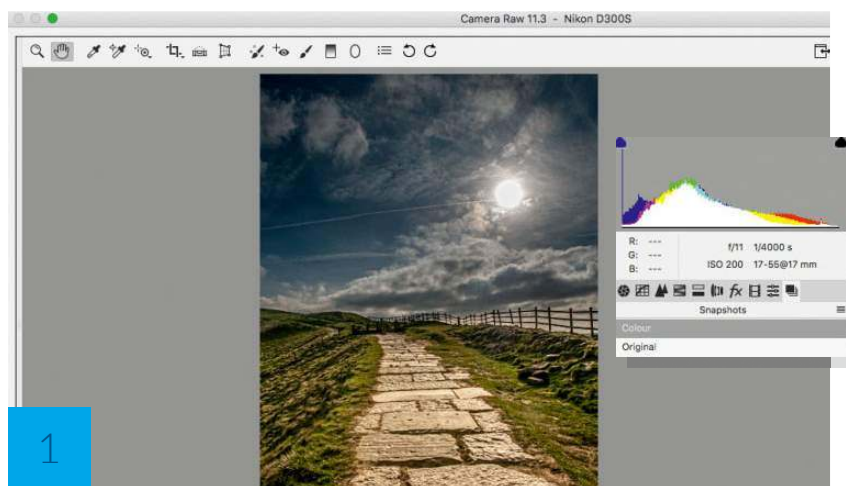 Camera Raw 11.3 - Nikon D300S
R: ---
G: ---
B: ---
f/11 1/4000 s
ISO 200 17-55@17 mm
fx
Snapshots
Colour
Original
1